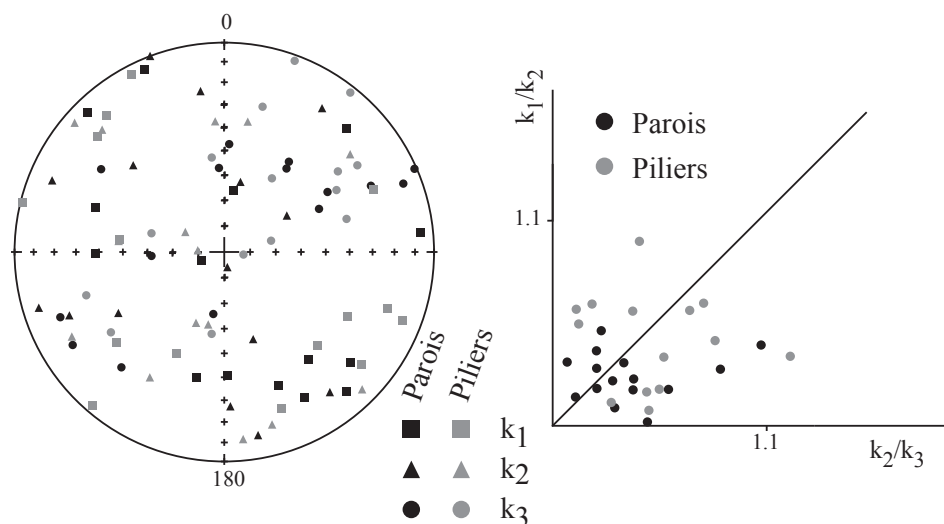 0
180
Parois
Piliers
k1
k2
k3
k1/k2
Parois
Piliers
1.1
1.1
k2/k3